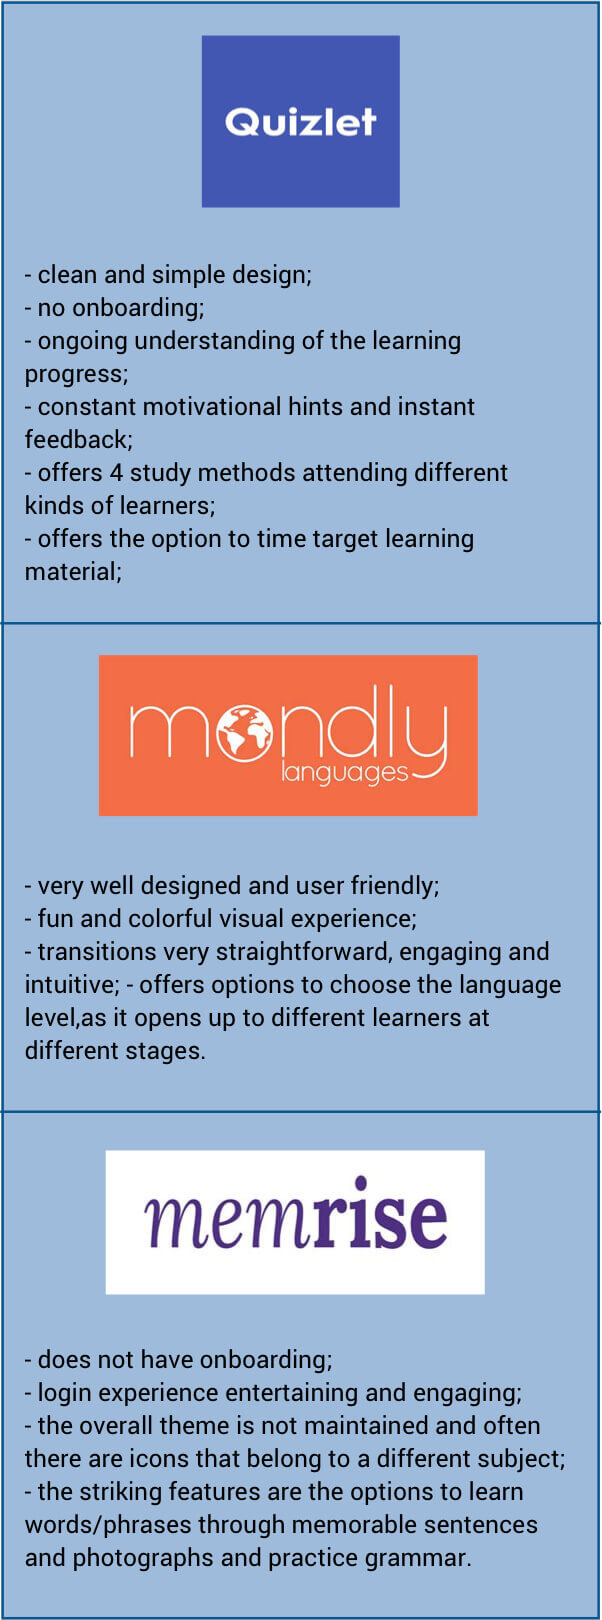 Quizlet
- clean and simple design;
- no onboarding;
- ongoing understanding of the learning
progress;
- constant motivational hints and instant
feedback;
- offers 4 study methods attending different
kinds of learners;
- offers the option to time target learning
material;
mondly
languages
- very well designed and user friendly;
- fun and colorful visual experience;
- transitions very straightforward, engaging and
intuitive; - offers options to choose the language
level,as it opens up to different learners at
different stages.
memrise
- does not have onboarding;
- login experience entertaining and engaging;
- the overall theme is not maintained and often
there are icons that belong to a different subject;
- the striking features are the options to learn
words/phrases through memorable sentences
and photographs and practice grammar.